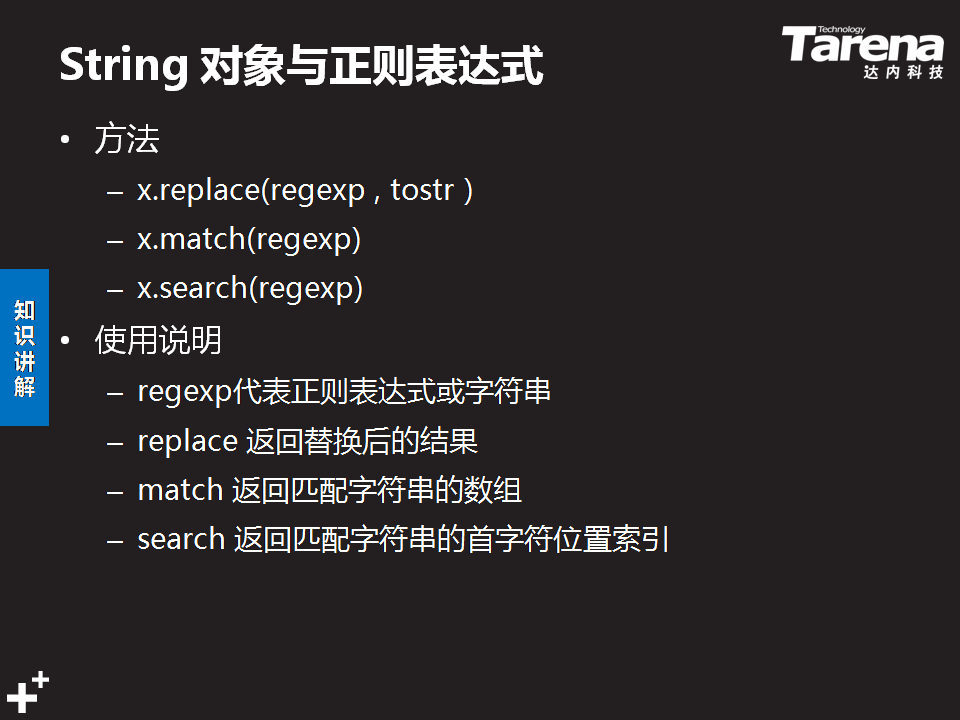 String 对象与正则表达式
Technology
Tarena
达内科技
• 方法
– x.replace(regexp , tostr )
– x.match(regexp)
– x.search(regexp)
• 使用说明
– regexp代表正则表达式或字符串
– replace 返回替换后的结果
– match 返回匹配字符串的数组
– search 返回匹配字符串的首字符位置索引
知识讲解